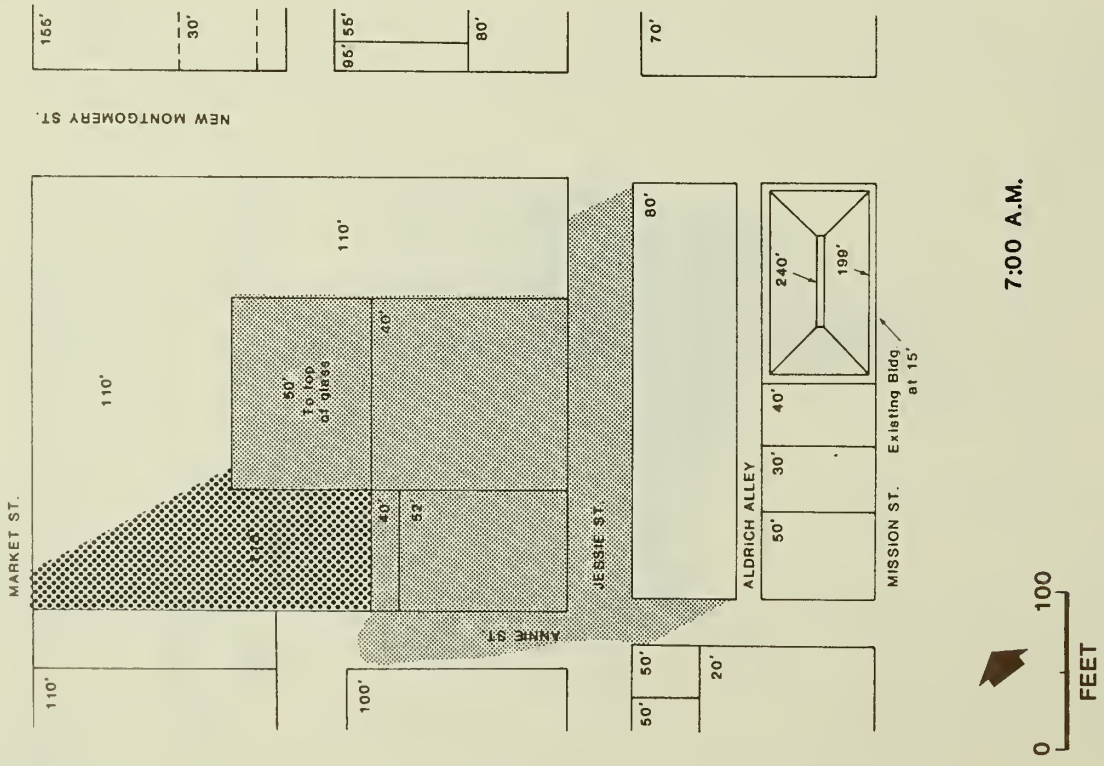 MARKET ST.
155'
30'
95'
55'
80'
70'
NEW MONTGOMERY ST.
110'
110'
50'
To top
of glass
40'
40'
52'
JESSIE ST.
ANNIE ST.
110'
100'
80'
50'
50'
20'
ALDRICH ALLEY
240'
199'
40'
30'
50'
MISSION ST.
Existing Bldg.
at 15'
7:00 A.M.
0
100
FEET